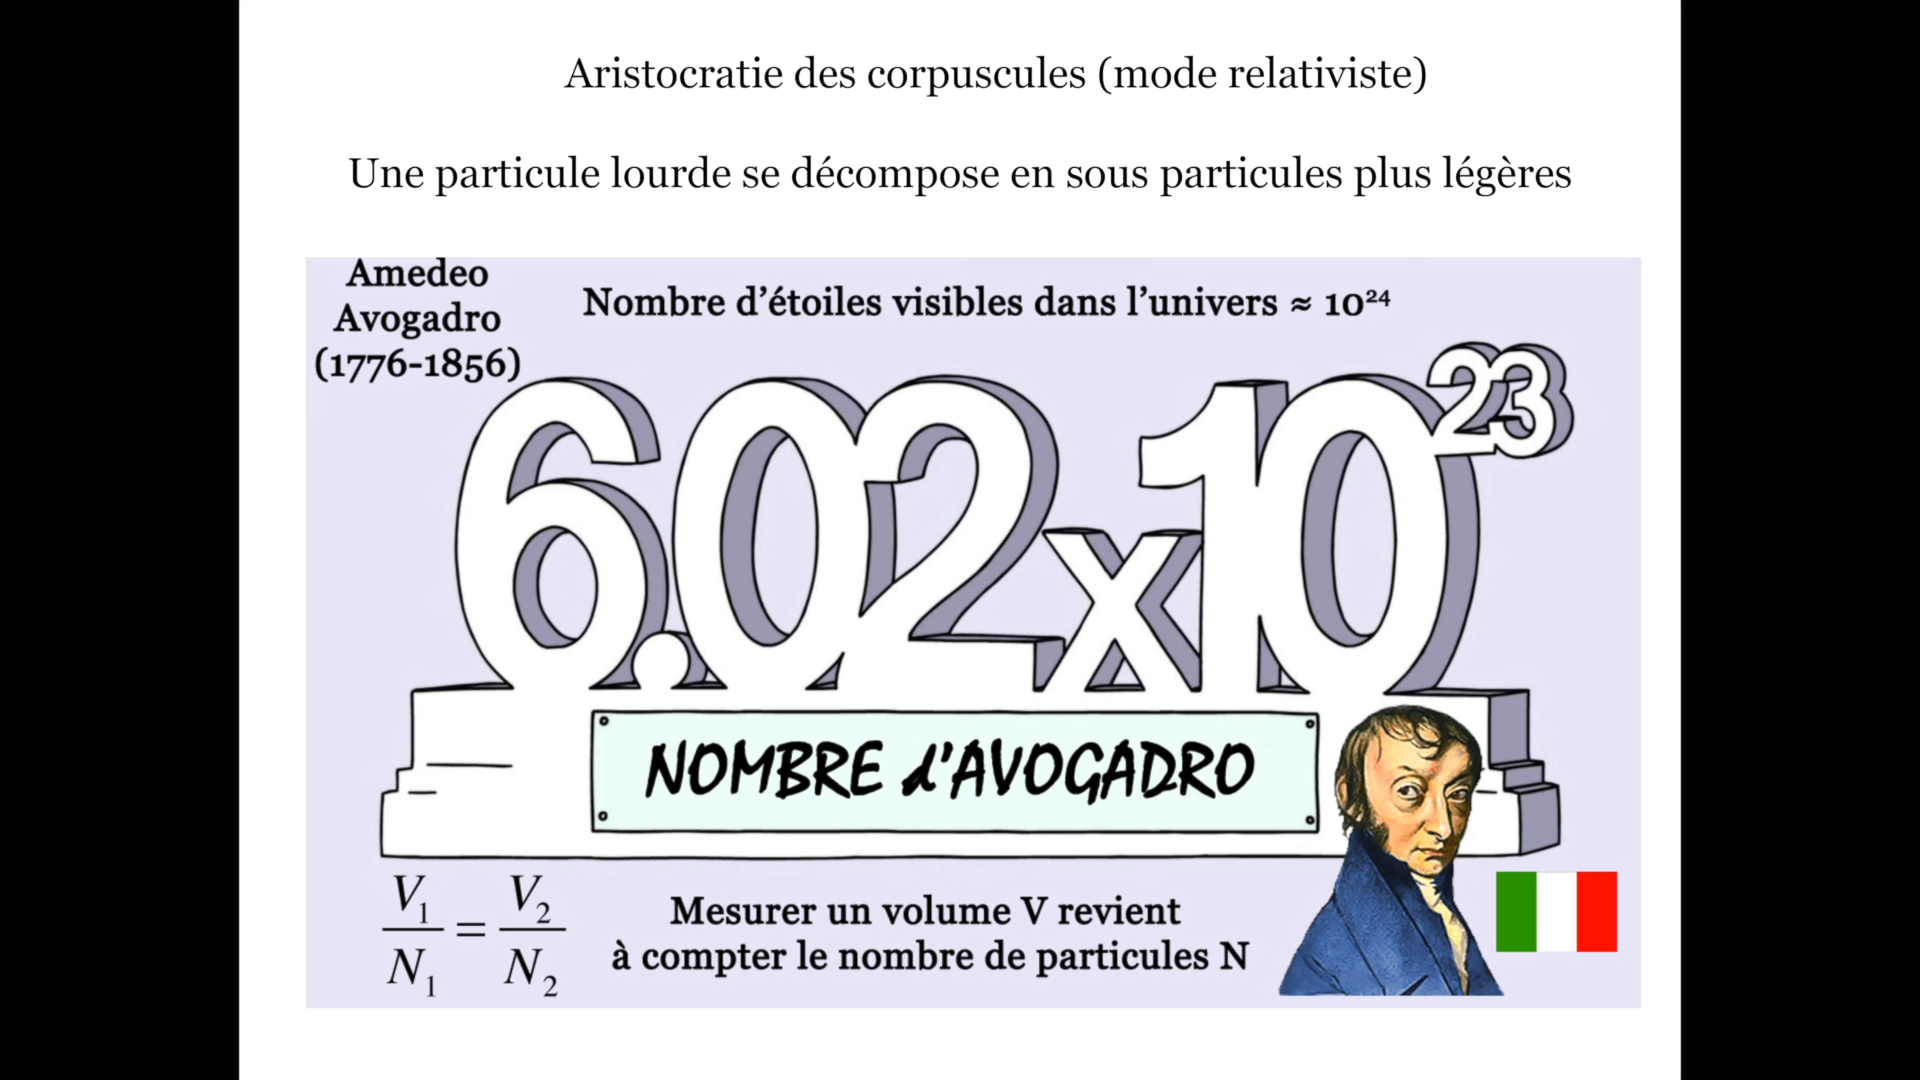 Aristocratie des corpuscules (mode relativiste)
Une particule lourde se décompose en sous particules plus légères
Amedeo
Avogadro
(1776-1856)
Nombre d’étoiles visibles dans l’univers ≈ 10²⁴
6.02x10²³
NOMBRE d'AVOGADRO
V₁/N₁ = V₂/N₂
Mesurer un volume V revient
à compter le nombre de particules N